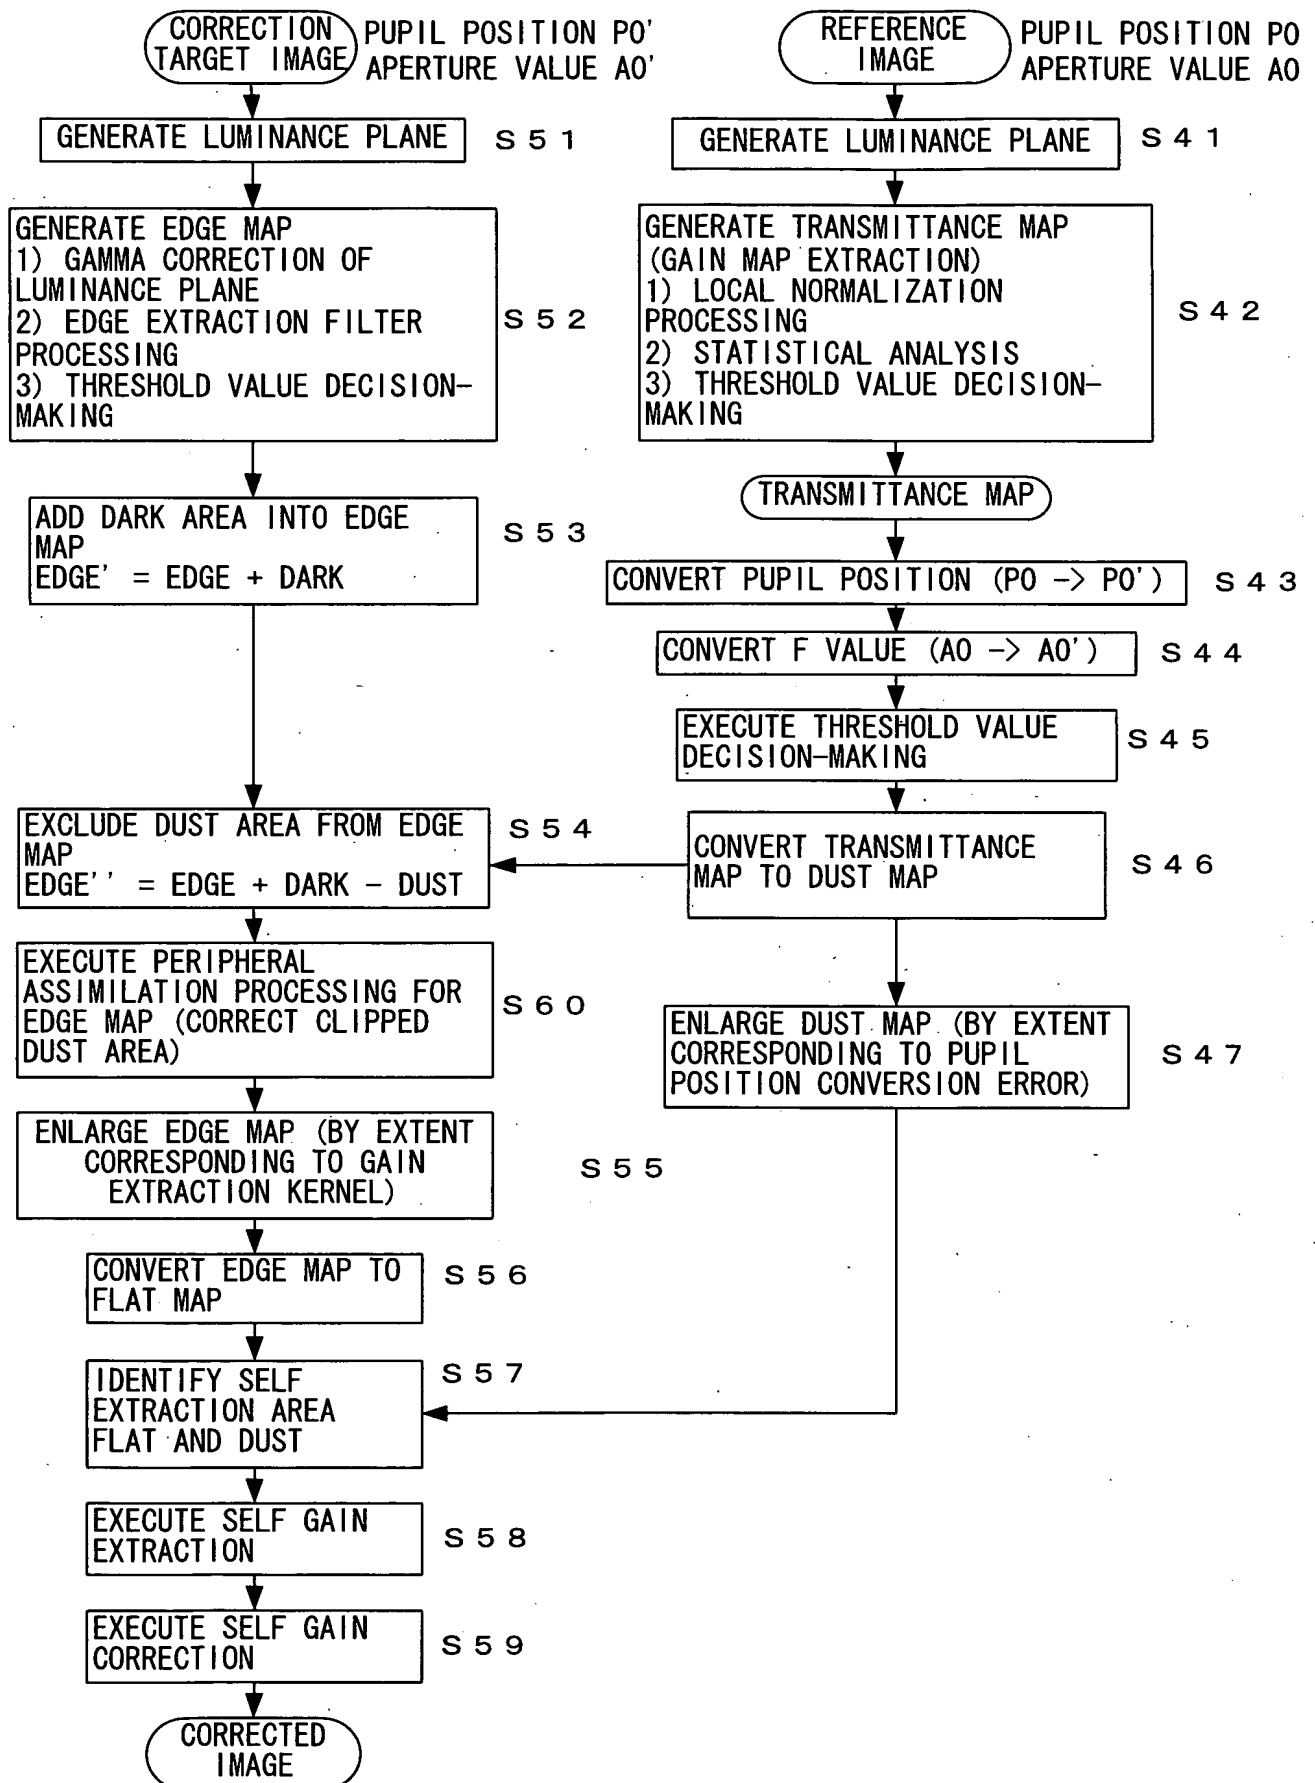 CORRECTION
TARGET IMAGE
PUPIL POSITION PO'
APERTURE VALUE AO'
GENERATE LUMINANCE PLANE
S51
GENERATE EDGE MAP
1) GAMMA CORRECTION OF
LUMINANCE PLANE
2) EDGE EXTRACTION FILTER
PROCESSING
3) THRESHOLD VALUE DECISION-
MAKING
S52
ADD DARK AREA INTO EDGE
MAP
EDGE' = EDGE + DARK
S53
EXCLUDE DUST AREA FROM EDGE
MAP
EDGE'' = EDGE + DARK - DUST
S54
EXECUTE PERIPHERAL
ASSIMILATION PROCESSING FOR
EDGE MAP (CORRECT CLIPPED
DUST AREA)
S60
ENLARGE EDGE MAP (BY EXTENT
CORRESPONDING TO GAIN
EXTRACTION KERNEL)
S55
CONVERT EDGE MAP TO
FLAT MAP
S56
IDENTIFY SELF
EXTRACTION AREA
FLAT AND DUST
S57
EXECUTE SELF GAIN
EXTRACTION
S58
EXECUTE SELF GAIN
CORRECTION
S59
CORRECTED
IMAGE
REFERENCE
IMAGE
PUPIL POSITION PO
APERTURE VALUE AO
GENERATE LUMINANCE PLANE
S41
GENERATE TRANSMITTANCE MAP
(GAIN MAP EXTRACTION)
1) LOCAL NORMALIZATION
PROCESSING
2) STATISTICAL ANALYSIS
3) THRESHOLD VALUE DECISION-
MAKING
S42
TRANSMITTANCE MAP
CONVERT PUPIL POSITION (PO -> PO')
S43
CONVERT F VALUE (AO -> AO')
S44
EXECUTE THRESHOLD VALUE
DECISION-MAKING
S45
CONVERT TRANSMITTANCE
MAP TO DUST MAP
S46
ENLARGE DUST MAP (BY EXTENT
CORRESPONDING TO PUPIL
POSITION CONVERSION ERROR)
S47